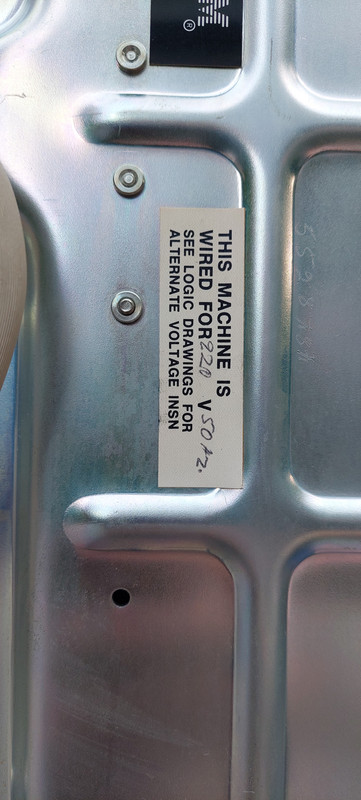 THIS MACHINE IS
WIRED FOR 220 V 50 Hz.
SEE LOGIC DRAWINGS FOR
ALTERNATE VOLTAGE INSN
®